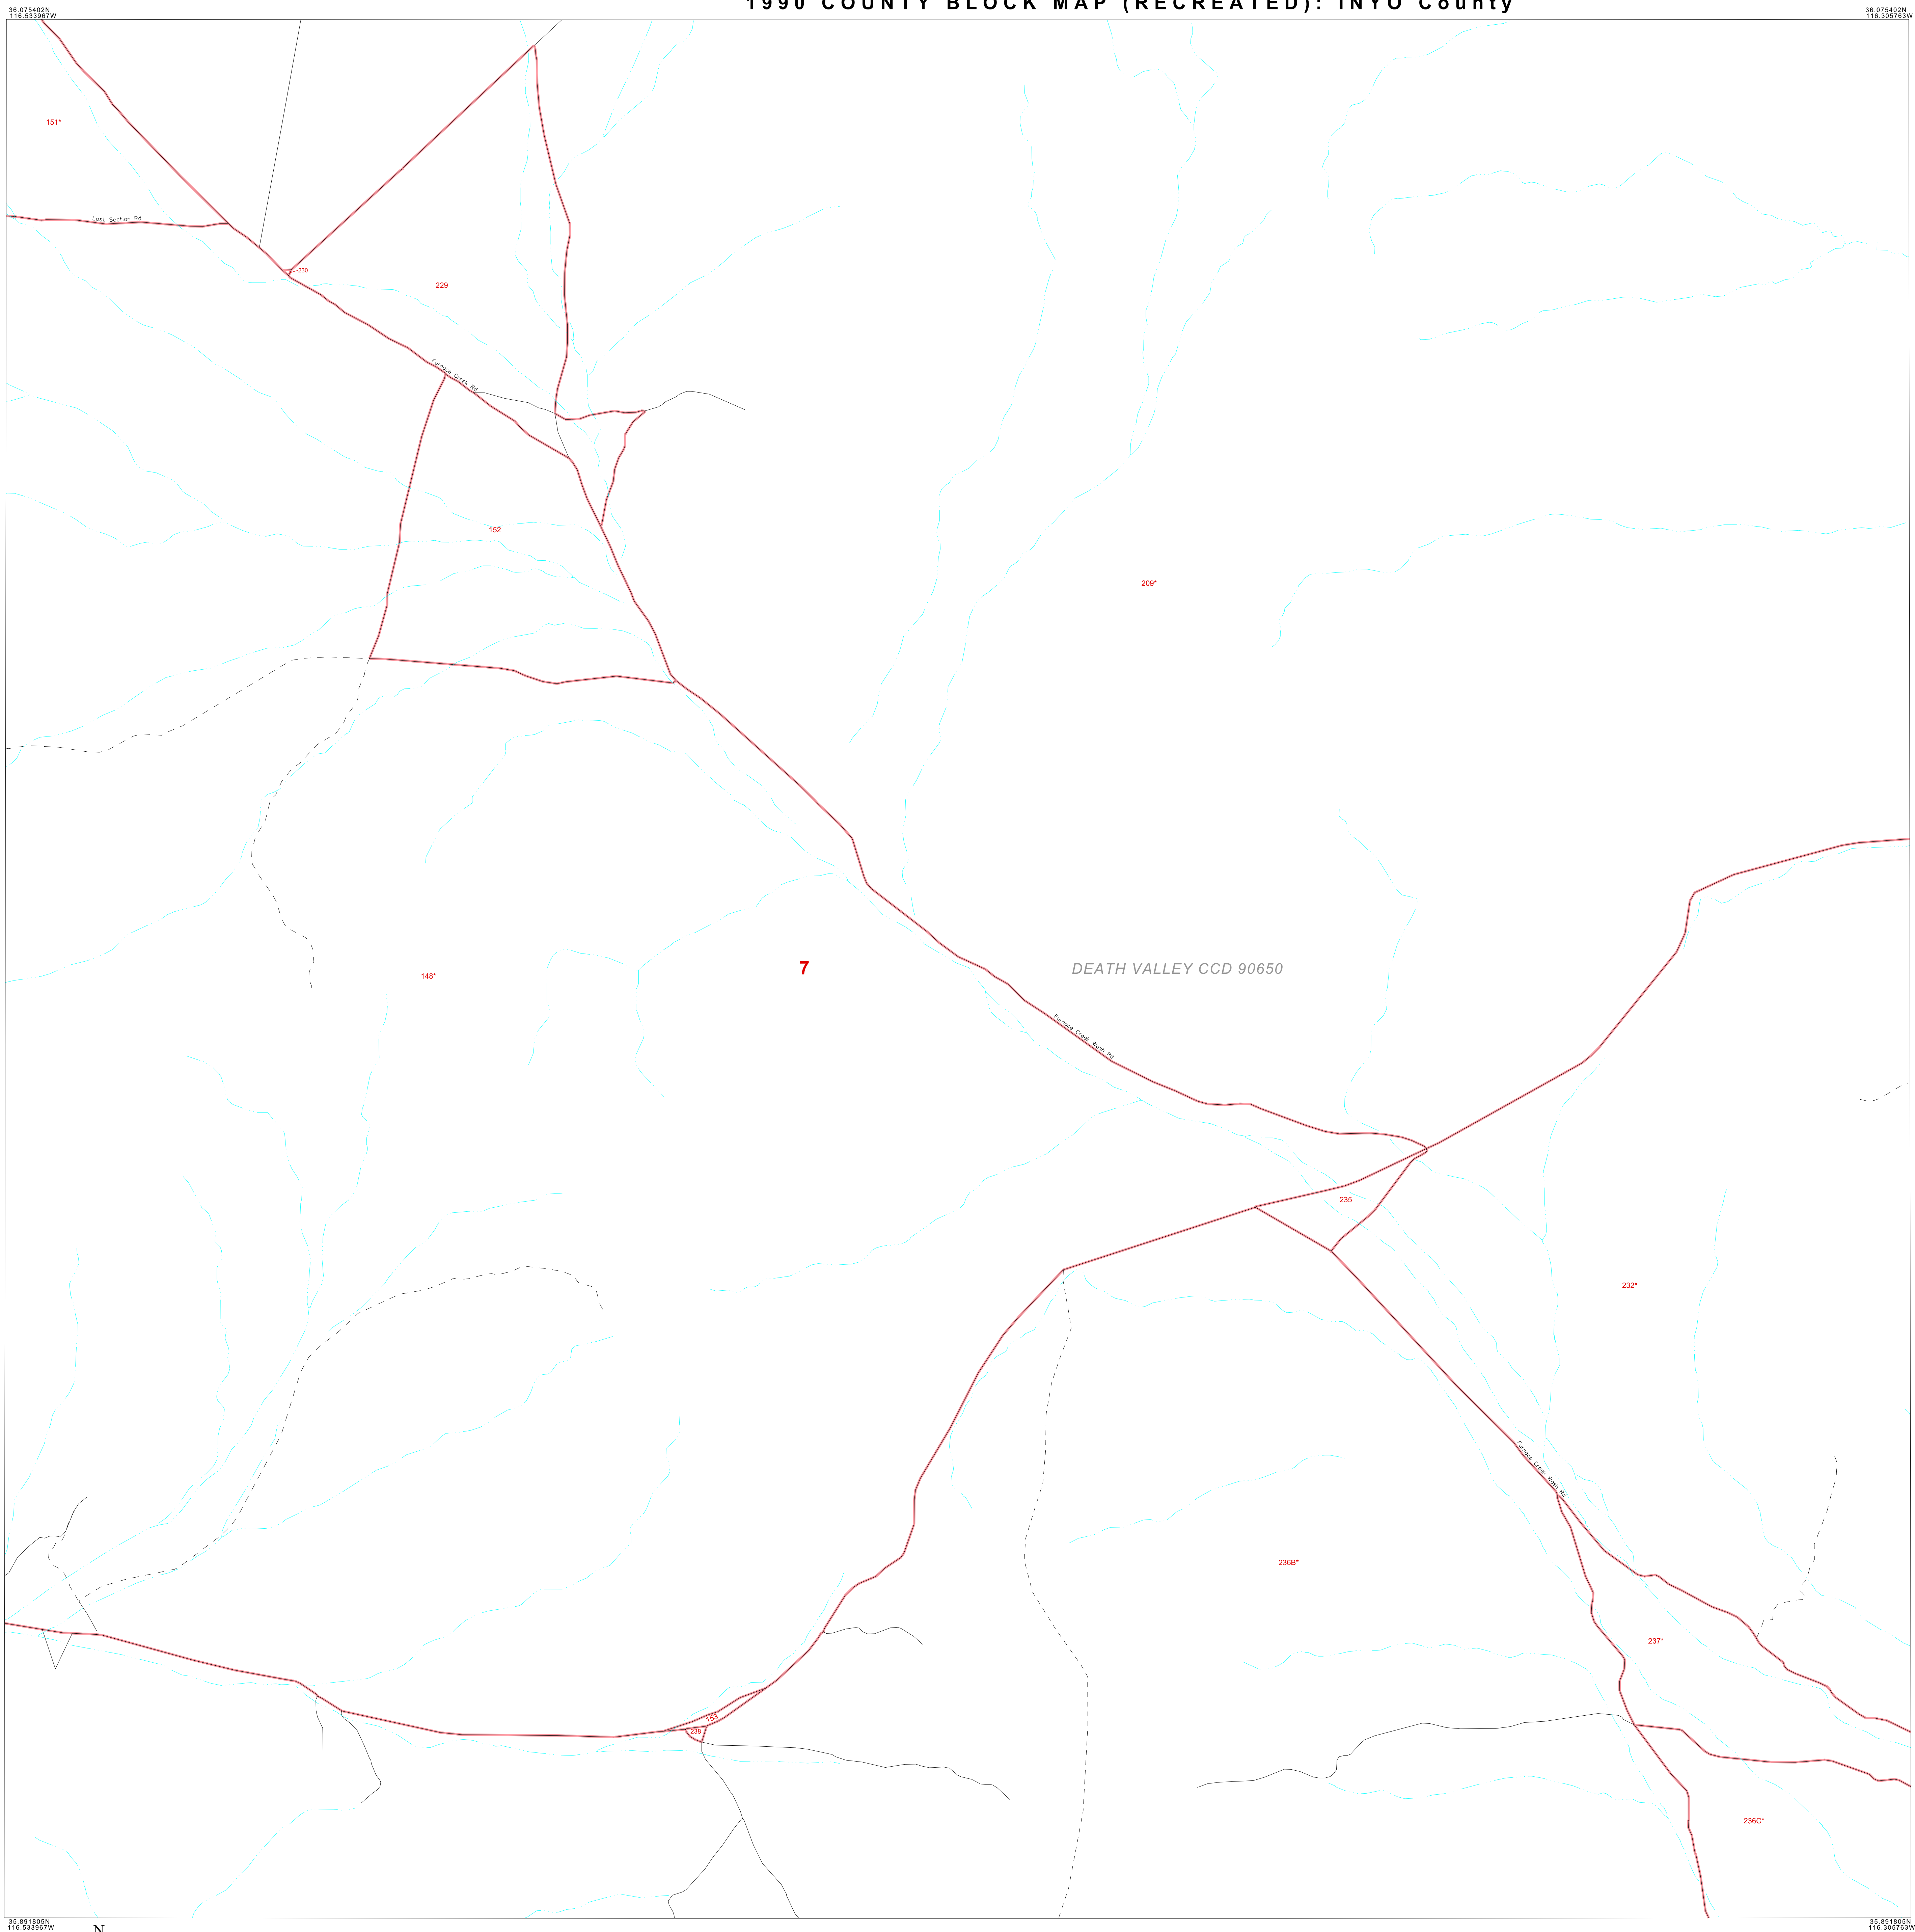 1990 COUNTY BLOCK MAP (RECREATED): INYO County
36.075402N
116.533967W
36.075402N
116.305763W
151*
Lost Section Rd
230
229
Furnace Creek Rd
152
209*
148*
7
DEATH VALLEY CCD 90650
Furnace Creek Wash Rd
235
232*
Furnace Creek Wash Rd
236B*
237*
153
238
236C*
35.891805N
116.533967W
N
35.891805N
116.305763W